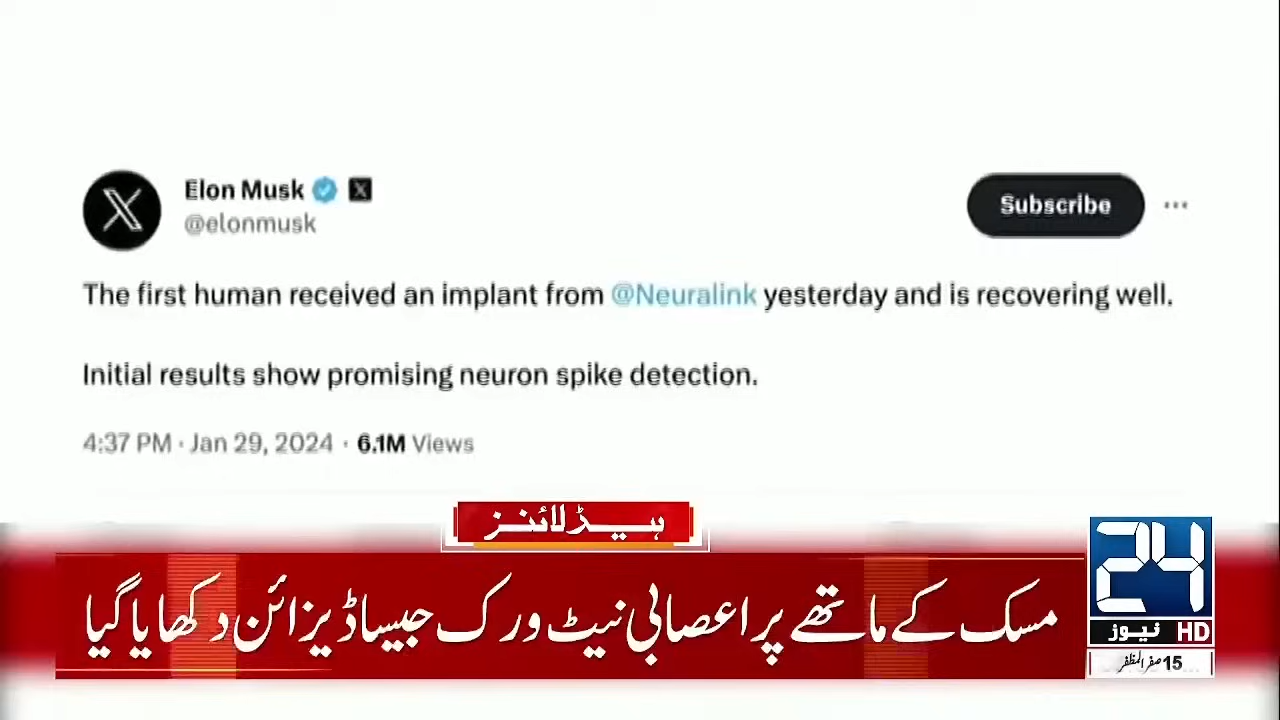 Elon Musk
@elonmusk
Subscribe
The first human received an implant from @Neuralink yesterday and is recovering well.
Initial results show promising neuron spike detection.
4:37 PM · Jan 29, 2024 · 6.1M Views
ہیڈلائنز
مسک کے ماتھے پر اعصابی نیٹ ورک جیسا ڈیزائن دکھایا گیا
24
نیوز HD
15 صفر المظفر